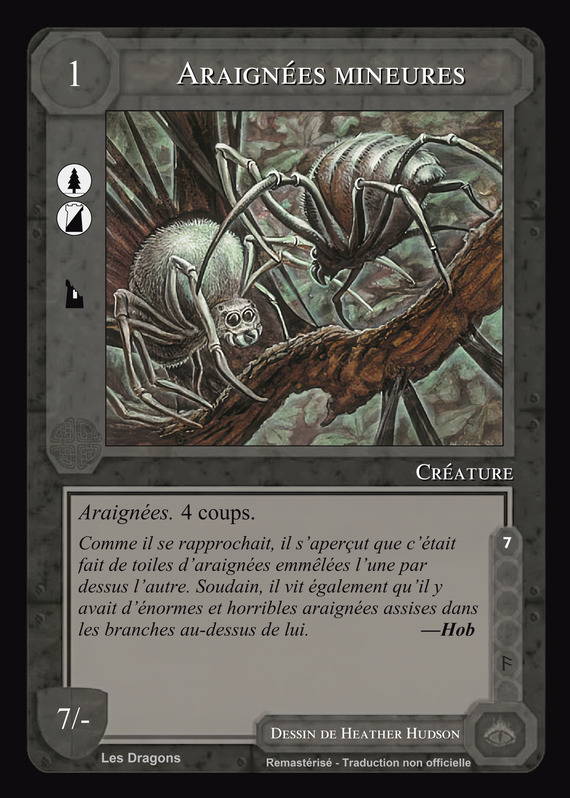 1
Araignées mineures
Créature
Araignées. 4 coups.
Comme il se rapprochait, il s'aperçut que c'était
fait de toiles d'araignées emmêlées l'une par
dessus l'autre. Soudain, il vit également qu'il y
avait d'énormes et horribles araignées assises dans
les branches au-dessus de lui. —Hob
7
ᚫ
7/-
Dessin de Heather Hudson
Les Dragons
Remastérisé - Traduction non officielle